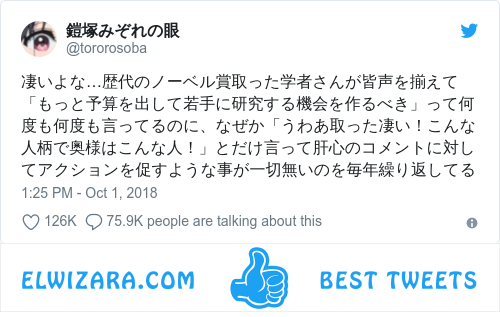 鎧塚みぞれの眼
@tororosoba
凄いよな…歴代のノーベル賞取った学者さんが皆声を揃えて
「もっと予算を出して若手に研究する機会を作るべき」って何
度も何度も言ってるのに、なぜか「うわあ取った凄い！こんな
人柄で奥様はこんな人！」とだけ言って肝心のコメントに対し
てアクションを促すような事が一切無いのを毎年繰り返してる
1:25 PM - Oct 1, 2018
126K 75.9K people are talking about this
ELWIZARA.COM BEST TWEETS